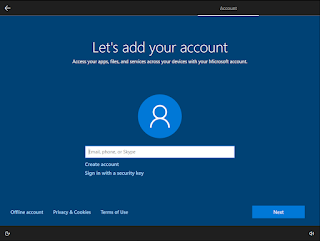 Account
Let's add your account
Access your apps, files, and services across your devices with your Microsoft account.
Email, phone, or Skype
Create account
Sign in with a security key
Offline account Privacy & Cookies Terms of Use Next